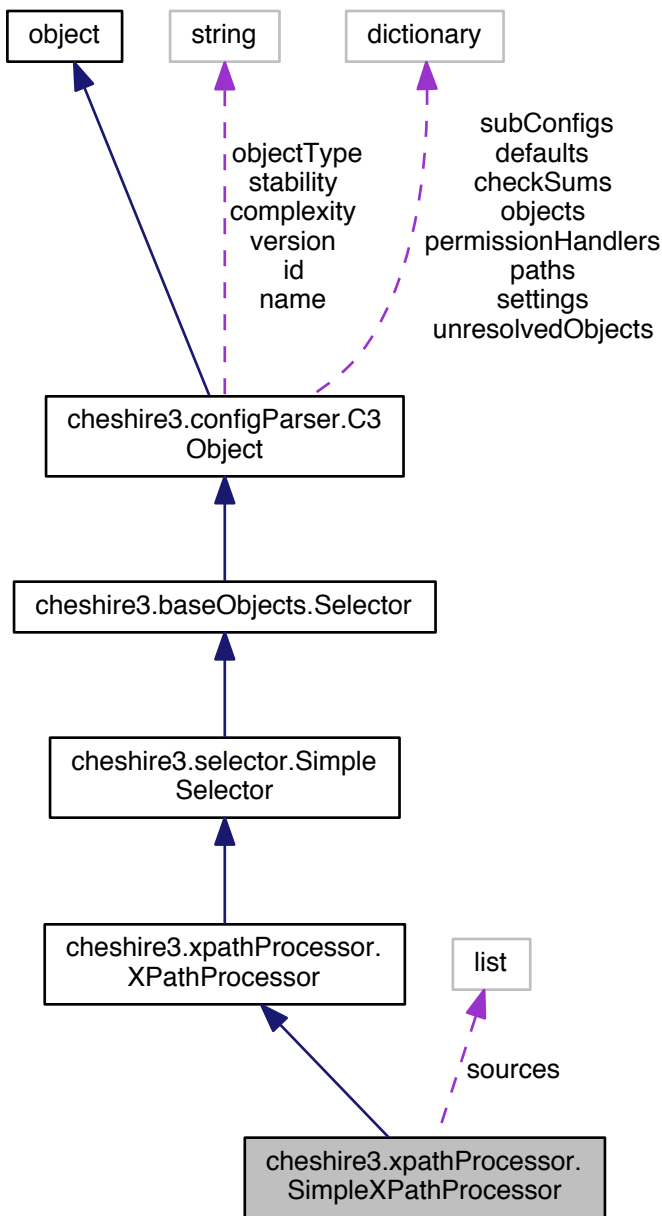 object
string
dictionary
objectType
stability
complexity
version
id
name
subConfigs
defaults
checkSums
objects
permissionHandlers
paths
settings
unresolvedObjects
cheshire3.configParser.C3
Object
cheshire3.baseObjects.Selector
cheshire3.selector.Simple
Selector
cheshire3.xpathProcessor.
XPathProcessor
list
sources
cheshire3.xpathProcessor.
SimpleXPathProcessor